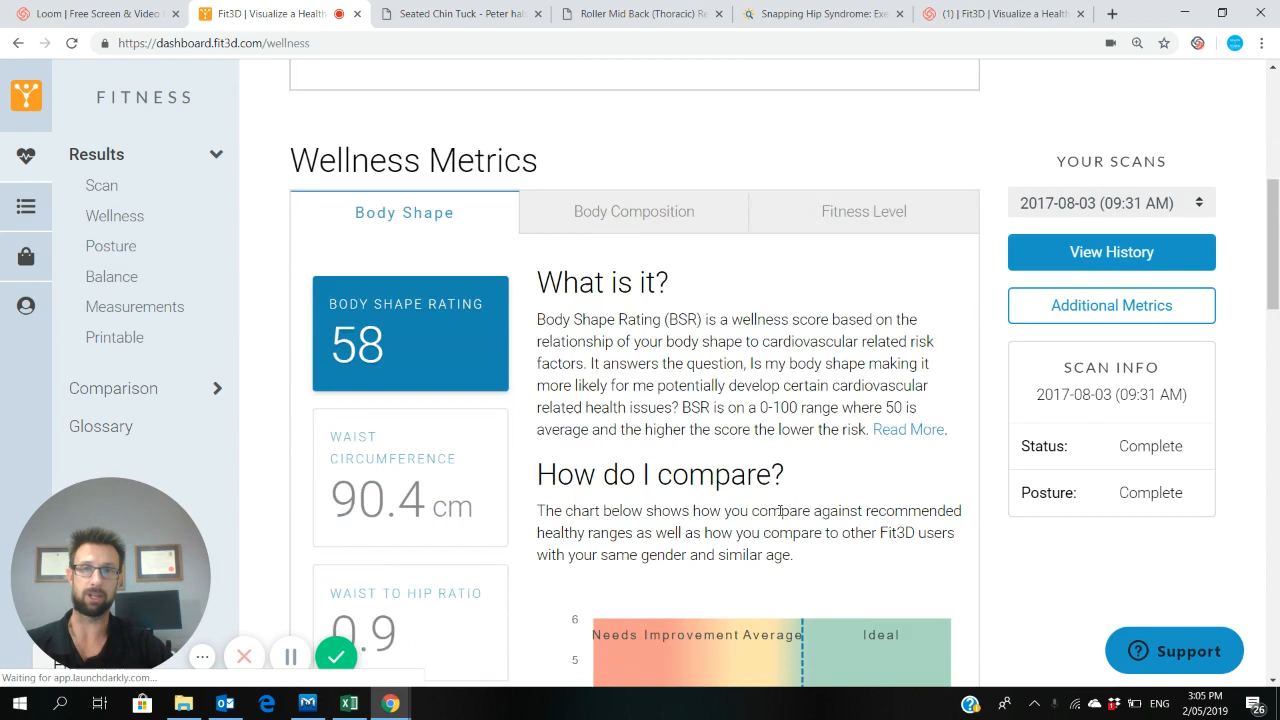 Loom | Free Screen & Video
Fit3D | Visualize a Health
Seated Chin Tuck - Peter hal
Roller Mid Back (Thoracic) Re
Snapping Hip Syndrome: Exe
(1) | Fit3D | Visualize a Health
https://dashboard.fit3d.com/wellness
FITNESS
Results
Scan
Wellness
Posture
Balance
Measurements
Printable
Comparison
Glossary
Wellness Metrics
Body Shape
Body Composition
Fitness Level
BODY SHAPE RATING
58
WAIST
CIRCUMFERENCE
90.4 cm
WAIST TO HIP RATIO
0.9
What is it?
Body Shape Rating (BSR) is a wellness score based on the
relationship of your body shape to cardiovascular related risk
factors. It answers the question, Is my body shape making it
more likely for me potentially develop certain cardiovascular
related health issues? BSR is on a 0-100 range where 50 is
average and the higher the score the lower the risk. Read More.
How do I compare?
The chart below shows how you compare against recommended
healthy ranges as well as how you compare to other Fit3D users
with your same gender and similar age.
6
Needs Improvement Average
Ideal
5
YOUR SCANS
2017-08-03 (09:31 AM)
View History
Additional Metrics
SCAN INFO
2017-08-03 (09:31 AM)
Status: Complete
Posture: Complete
Support
Waiting for app.launchdarkly.com...
ENG
3:05 PM
2/05/2019
26